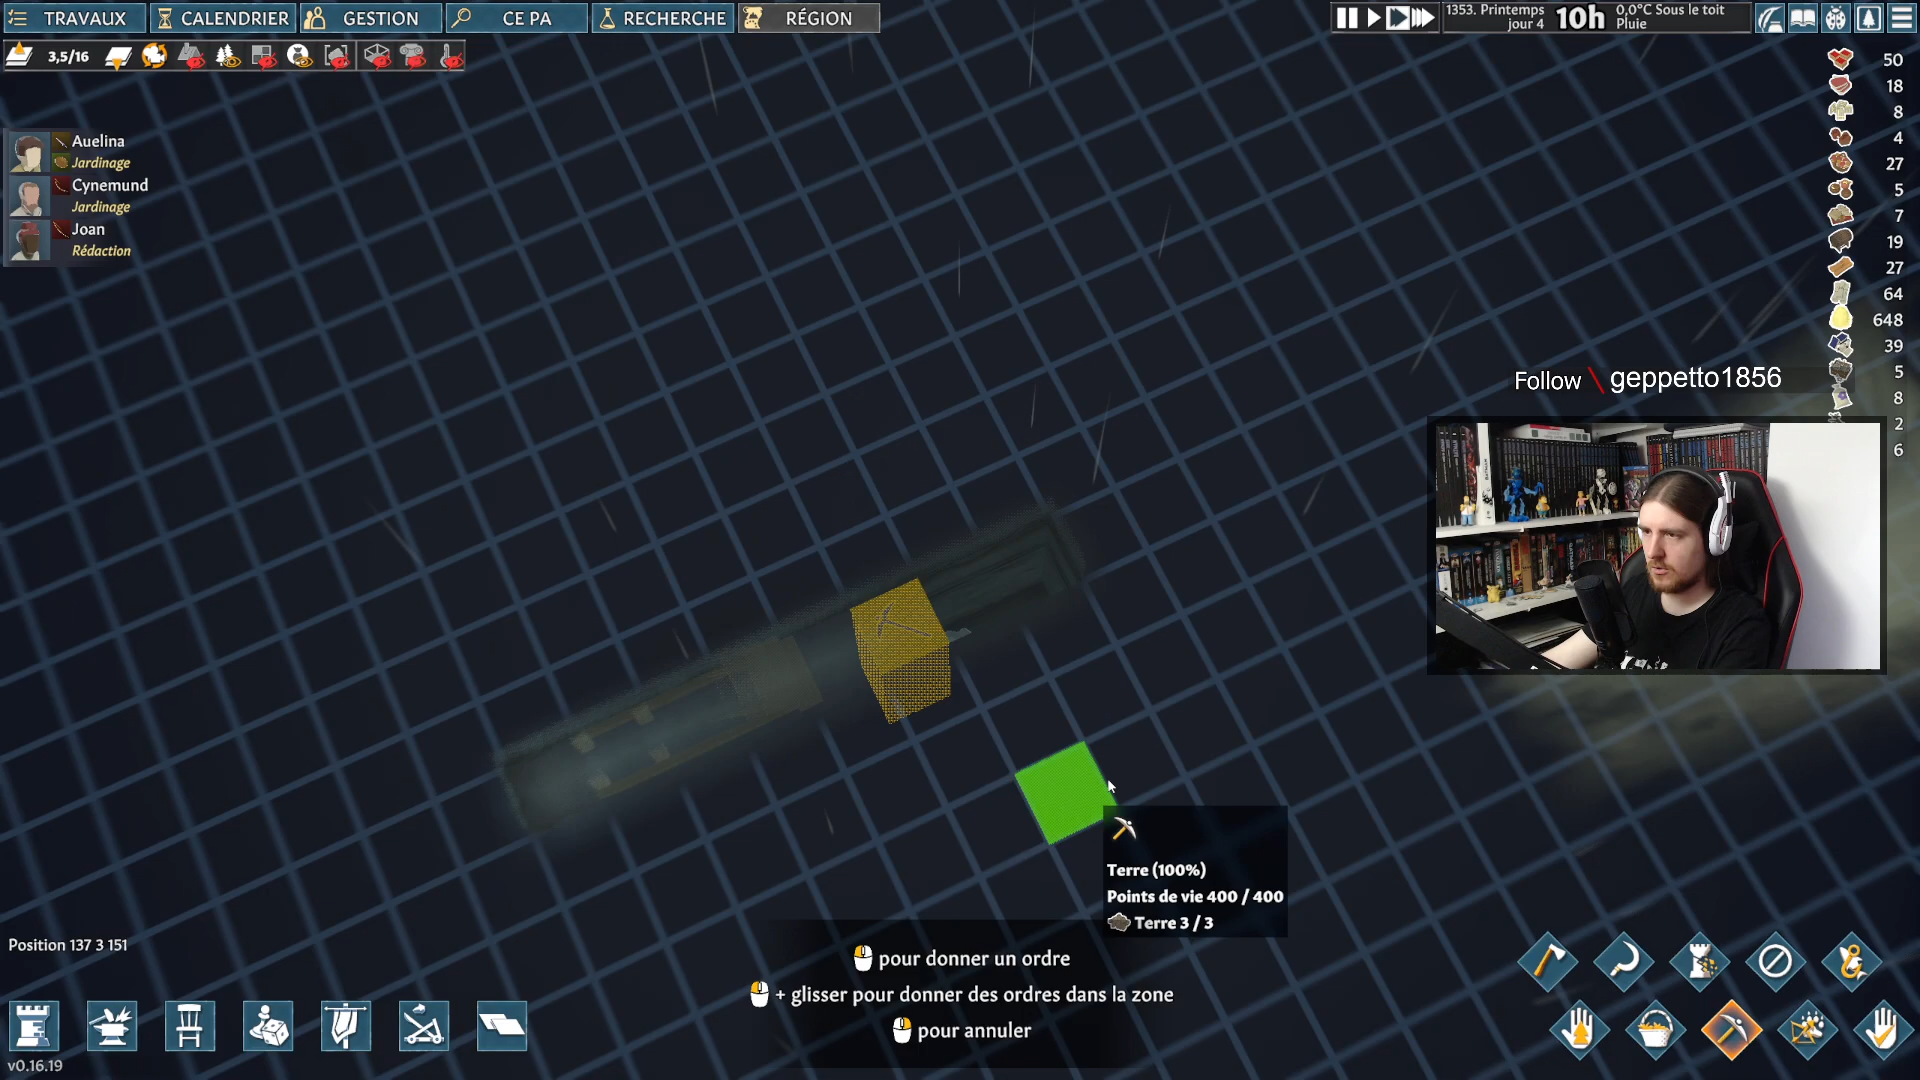 TRAVAUX CALENDRIER GESTION CE PA RECHERCHE RÉGION
1353. Printemps
jour 4
10h
0,0°C Sous le toit
Pluie
3,5/16
Auelina
Jardinage
Cynemund
Jardinage
Joan
Rédaction
50
18
8
4
27
5
7
19
27
64
648
39
5
8
2
6
Follow \ geppetto1856
Terre (100%)
Points de vie 400 / 400
Terre 3 / 3
Position 137 3 151
pour donner un ordre
+ glisser pour donner des ordres dans la zone
pour annuler
v0.16.19